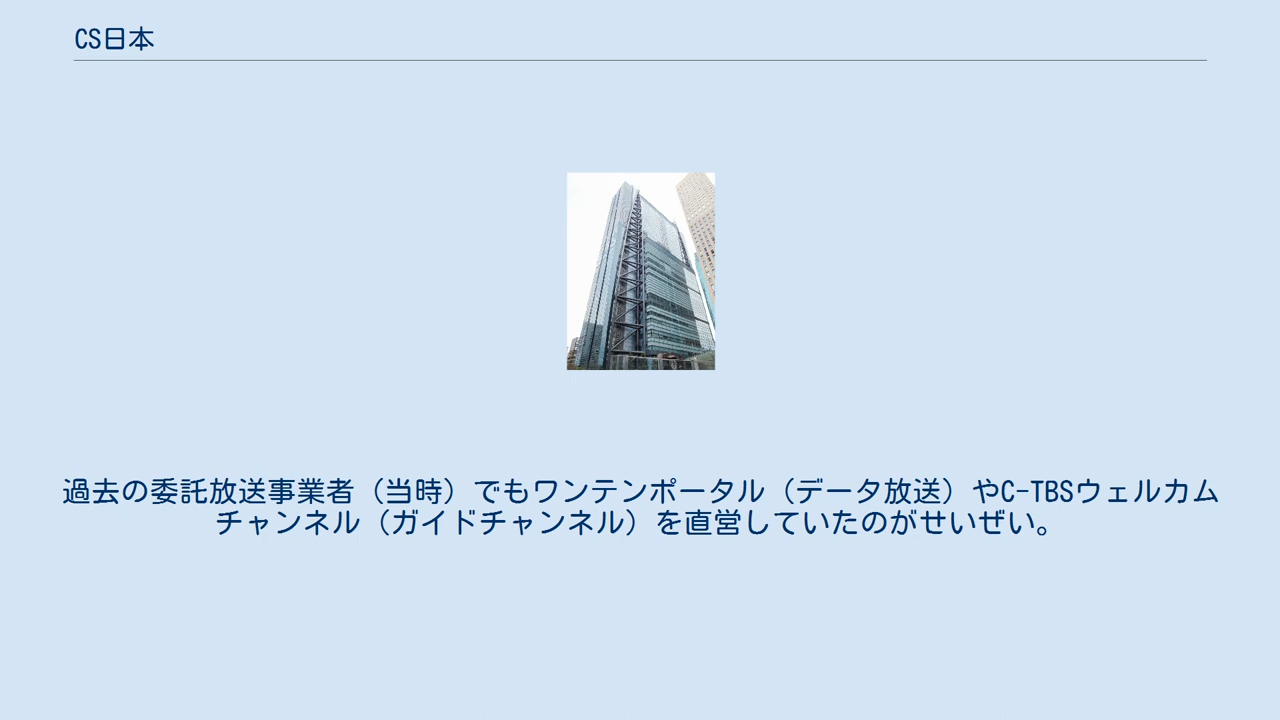 CS日本
過去の委託放送事業者（当時）でもワンテンポータル（データ放送）やC-TBSウェルカム
チャンネル（ガイドチャンネル）を直営していたのがせいぜい。